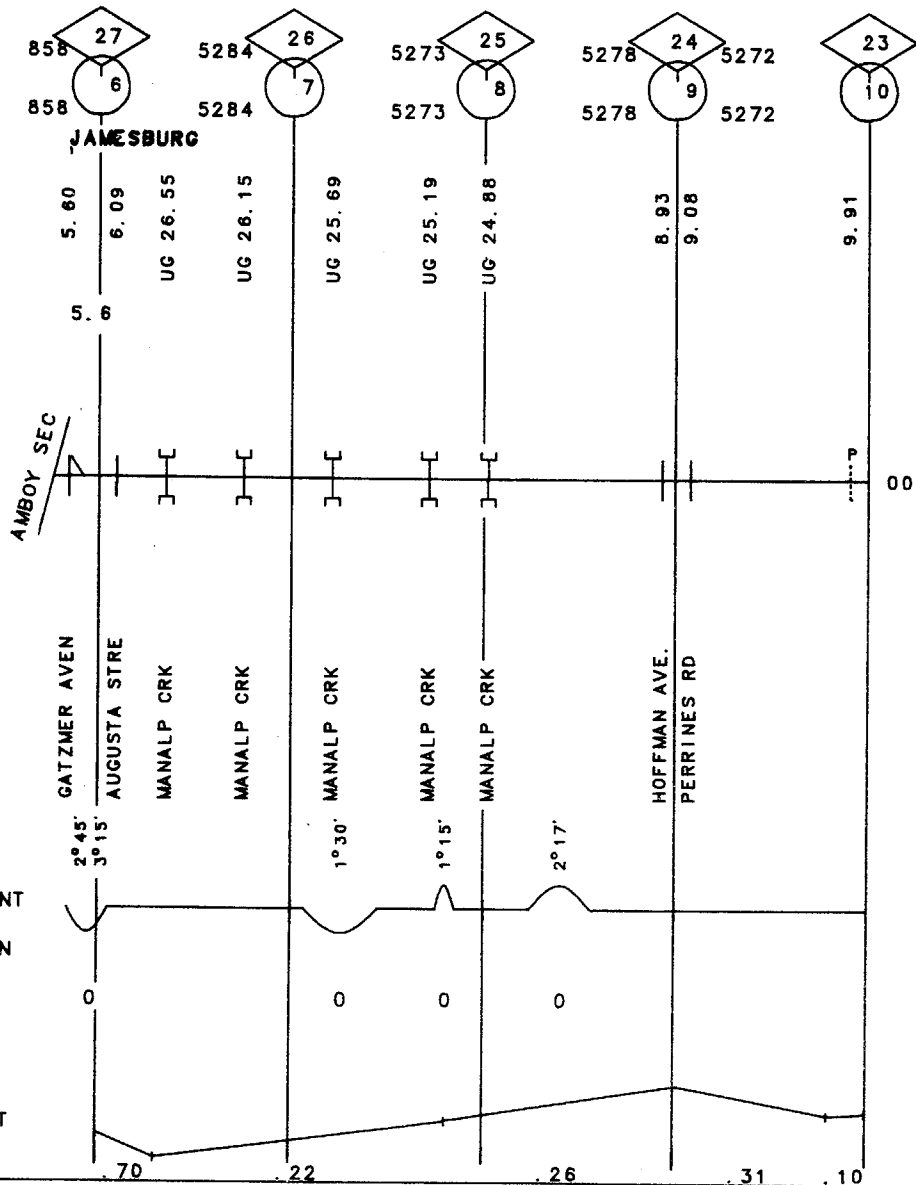 27 26 25 24 23
858 5284 5273 5278 5272
6 7 8 9 10
858 5284 5273 5278 5272
JAMESBURG
5.60 6.09 UG 26.55 UG 26.15 UG 25.69 UG 25.19 UG 24.88 8.93 9.08 9.91
5.6
AMBOY SEC
P
00
GATZMER AVEN
AUGUSTA STRE
MANALP CRK
MANALP CRK
MANALP CRK
MANALP CRK
MANALP CRK
HOFFMAN AVE.
PERRINES RD
2°45' 3°15' 1°30' 1°15' 2°17'
NT
N
0 0 0 0
T
.70 .22 .26 .31 .10